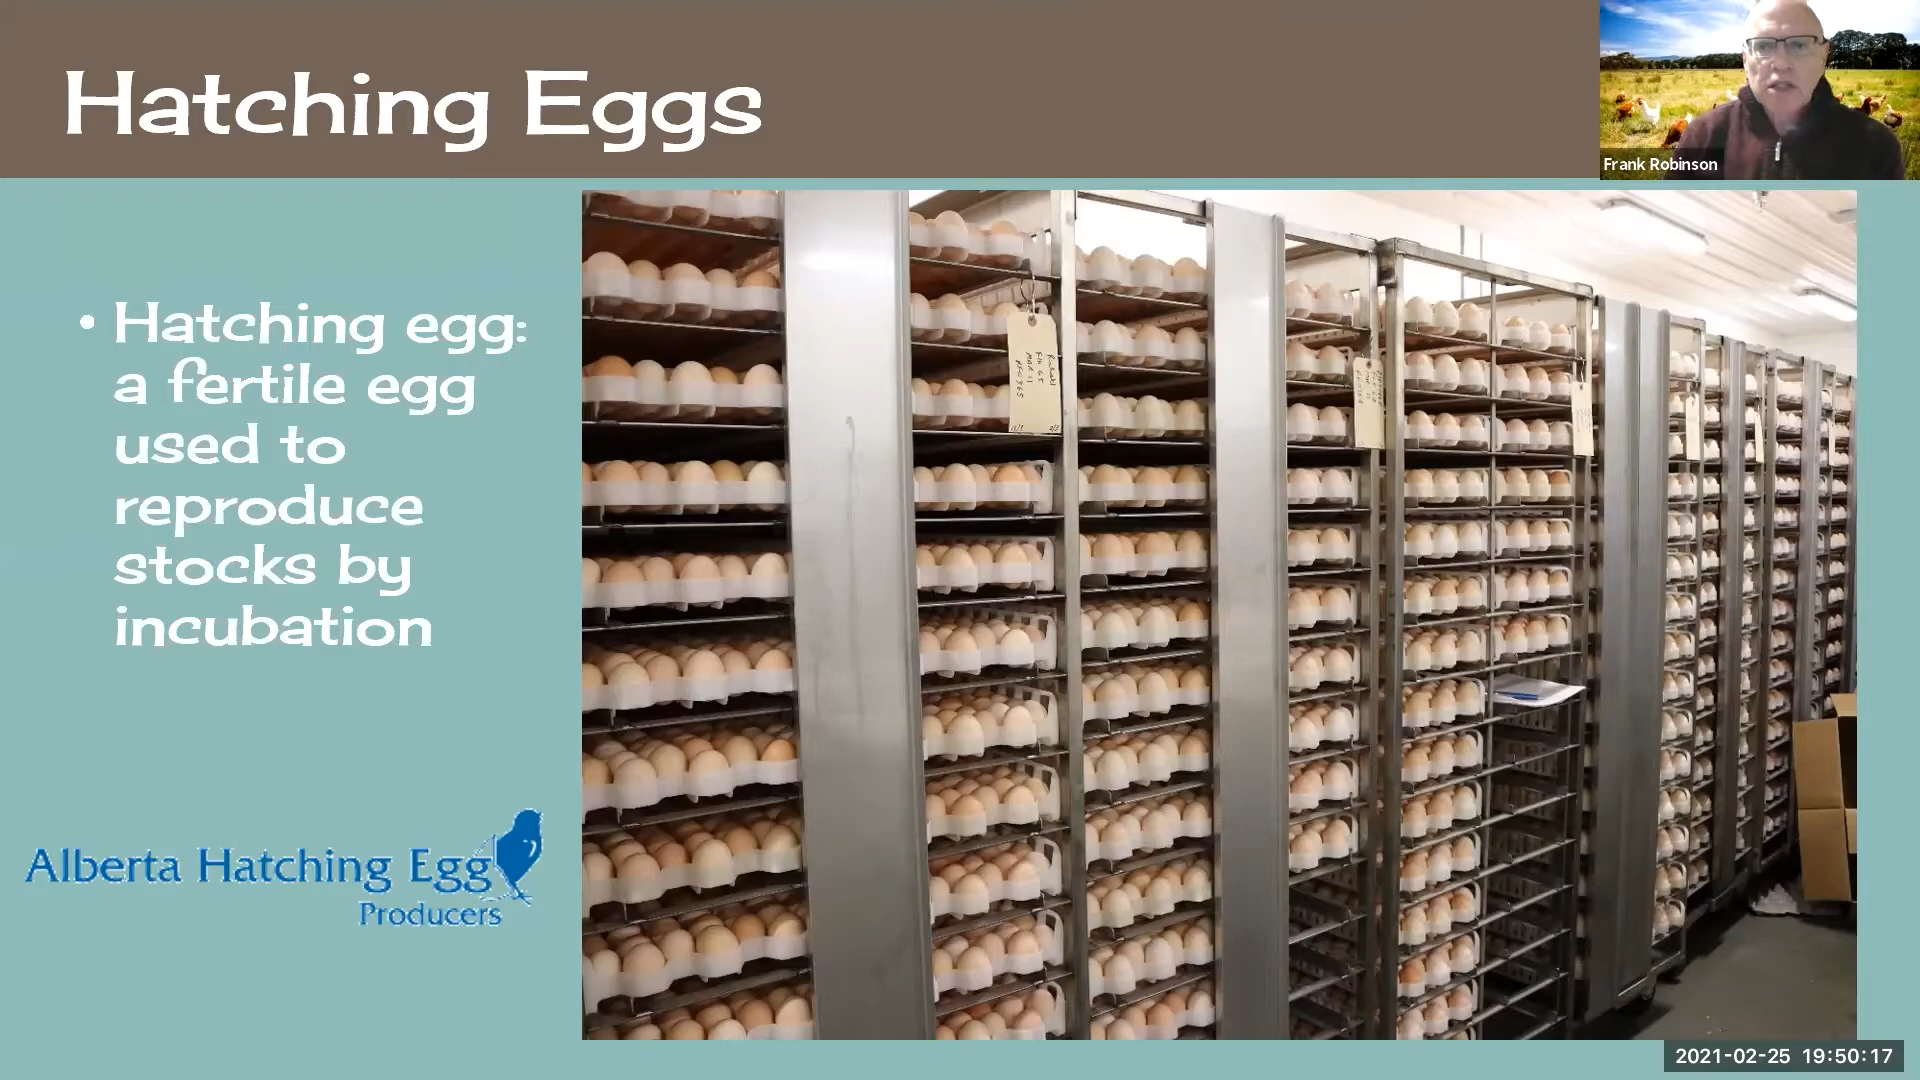 Hatching Eggs
Frank Robinson
• Hatching egg:
a fertile egg
used to
reproduce
stocks by
incubation
Alberta Hatching Egg
Producers
2021-02-25 19:50:17